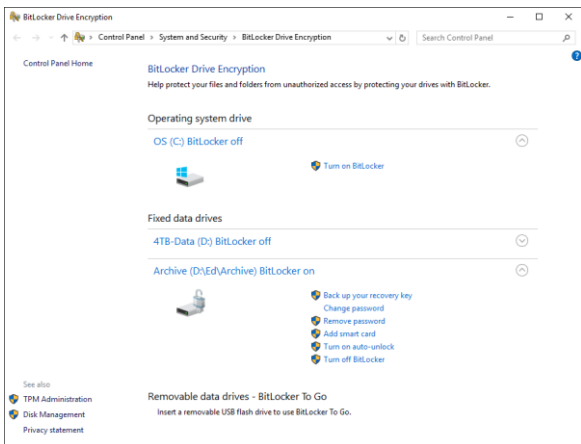 BitLocker Drive Encryption
Control Panel > System and Security > BitLocker Drive Encryption
Search Control Panel
Control Panel Home
BitLocker Drive Encryption
Help protect your files and folders from unauthorized access by protecting your drives with BitLocker.
Operating system drive
OS (C:) BitLocker off
Turn on BitLocker
Fixed data drives
4TB-Data (D:) BitLocker off
Archive (D:\Ed\Archive) BitLocker on
Back up your recovery key
Change password
Remove password
Add smart card
Turn on auto-unlock
Turn off BitLocker
See also
TPM Administration
Disk Management
Privacy statement
Removable data drives - BitLocker To Go
Insert a removable USB flash drive to use BitLocker To Go.